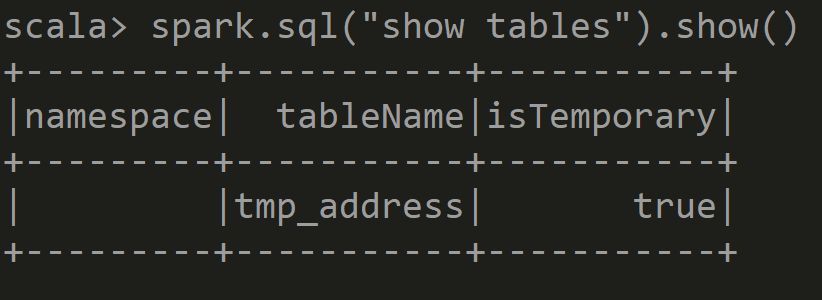 scala> spark.sql("show tables").show()
+---------+-----------+-----------+
|namespace|  tableName|isTemporary|
+---------+-----------+-----------+
|         |tmp_address|       true|
+---------+-----------+-----------+